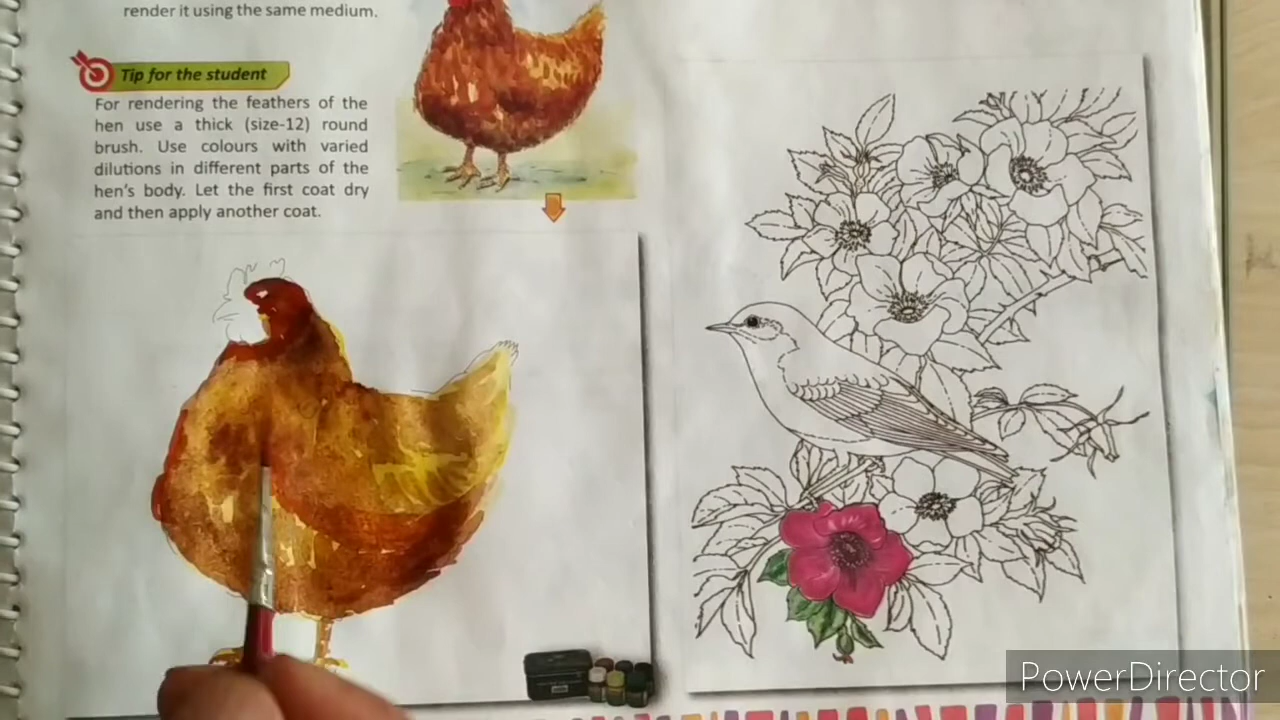 render it using the same medium.
Tip for the student
For rendering the feathers of the
hen use a thick (size-12) round
brush. Use colours with varied
dilutions in different parts of the
hen's body. Let the first coat dry
and then apply another coat.
PowerDirector